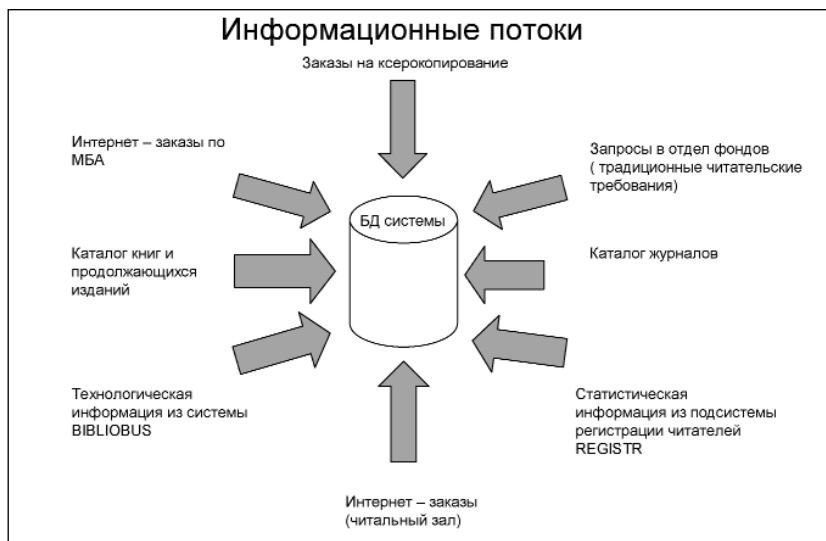 Информационные потоки
Заказы на ксерокопирование
Интернет – заказы по
МБА
Запросы в отдел фондов
( традиционные читательские
требования)
БД системы
Каталог книг и
продолжающихся
изданий
Каталог журналов
Технологическая
информация из системы
BIBLIOBUS
Статистическая
информация из подсистемы
регистрации читателей
REGISTR
Интернет – заказы
(читальный зал)